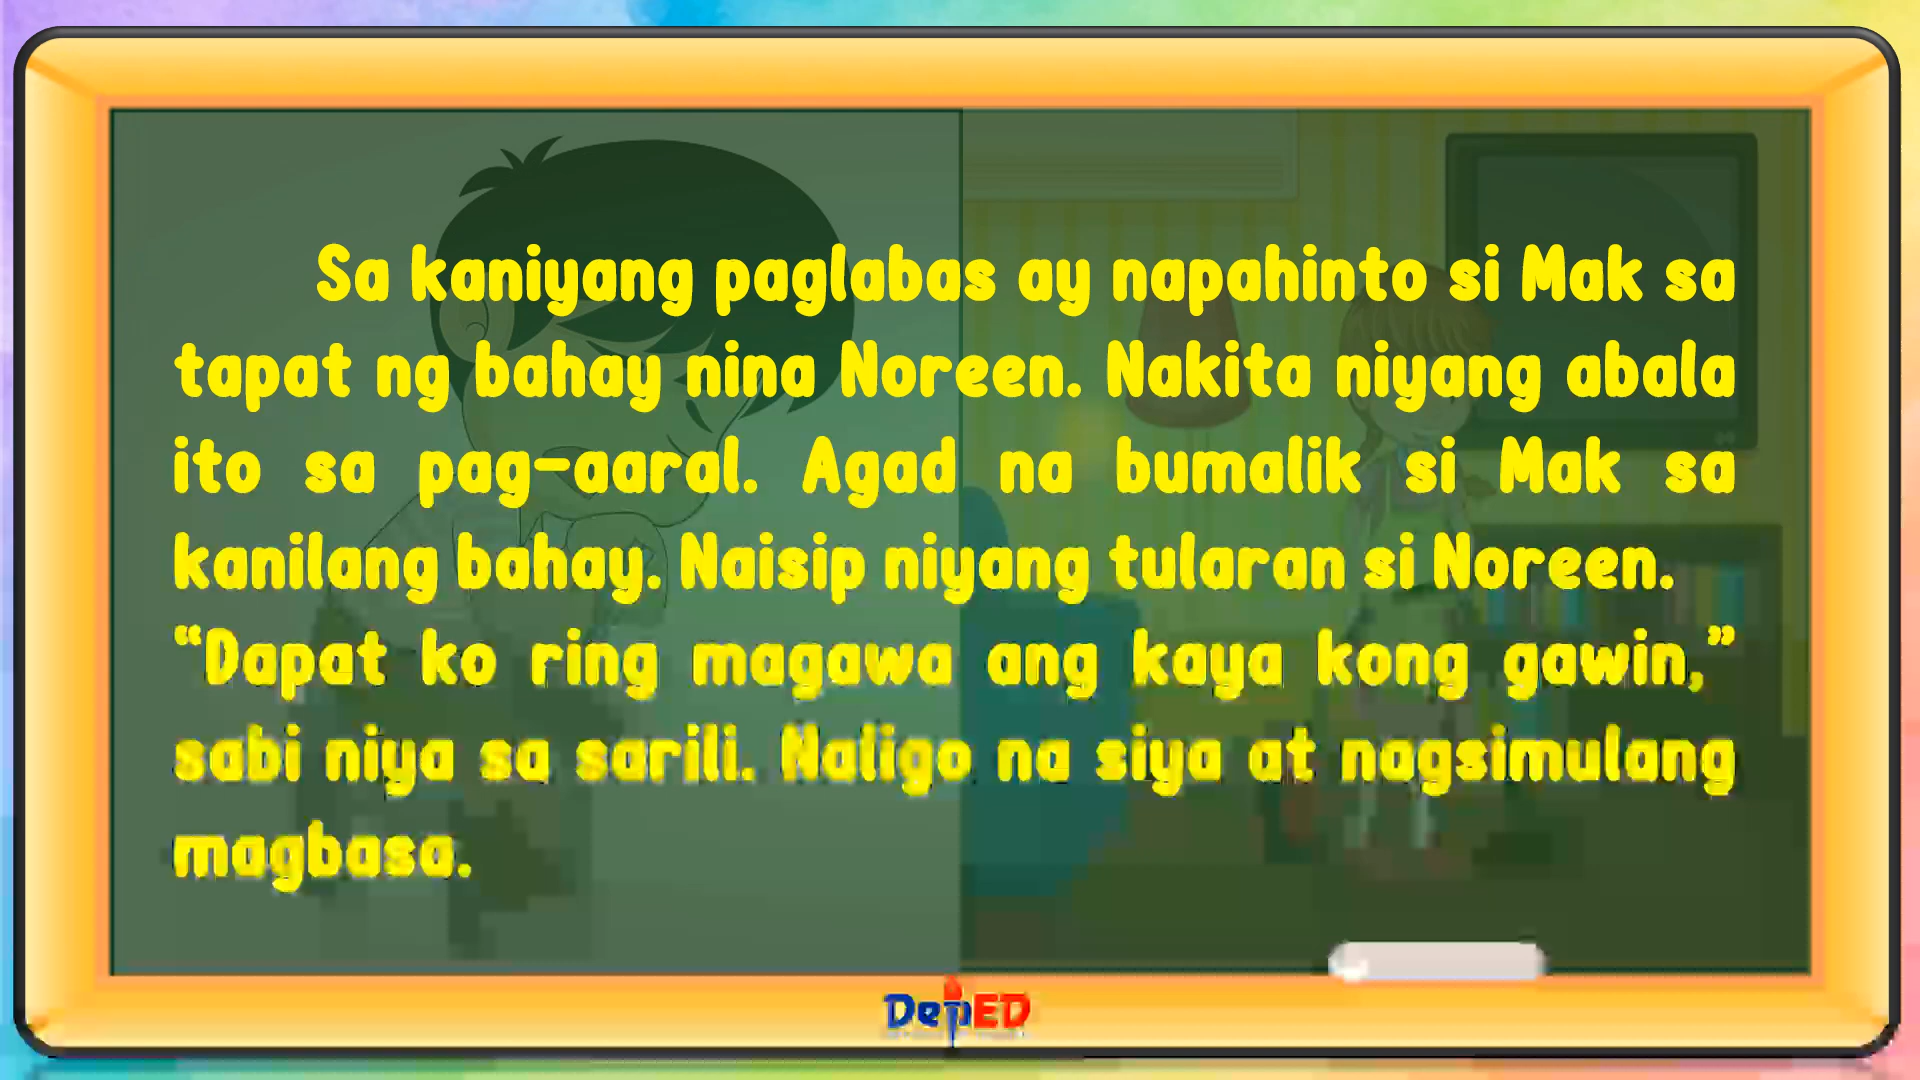 Sa kaniyang paglabas ay napahinto si Mak sa
tapat ng bahay nina Noreen. Nakita niyang abala
ito sa pag-aaral. Agad na bumalik si Mak sa
kanilang bahay. Naisip niyang tularan si Noreen.
“Dapat ko ring magawa ang kaya kong gawin,”
sabi niya sa sarili. Naligo na siya at nagsimulang
magbasa.
DepED